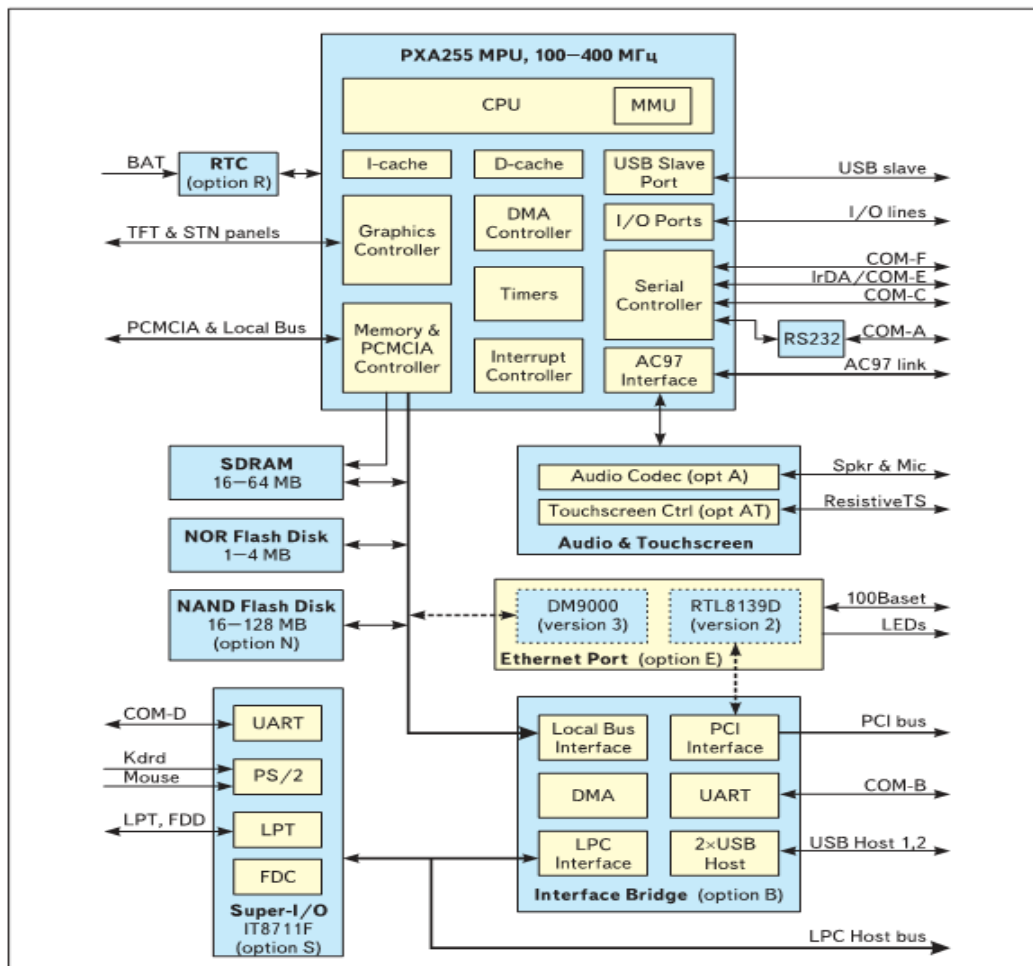 PXA255 MPU, 100—400 МГц
CPU
MMU
I-cache
D-cache
USB Slave
Port
Graphics
Controller
DMA
Controller
I/O Ports
Timers
Serial
Controller
Memory &
PCMCIA
Controller
Interrupt
Controller
AC97
Interface
BAT
RTC
(option R)
TFT & STN panels
PCMCIA & Local Bus
USB slave
I/O lines
COM-F
IrDA/COM-E
COM-C
RS232
COM-A
AC97 link
SDRAM
16—64 MB
NOR Flash Disk
1—4 MB
NAND Flash Disk
16—128 MB
(option N)
Audio Codec (opt A)
Touchscreen Ctrl (opt AT)
Audio & Touchscreen
Spkr & Mic
ResistiveTS
DM9000
(version 3)
RTL8139D
(version 2)
Ethernet Port (option E)
100Baset
LEDs
COM-D
Kdrd
Mouse
LPT, FDD
UART
PS/2
LPT
FDC
Super-I/O
IT8711F
(option S)
Local Bus
Interface
PCI
Interface
DMA
UART
LPC
Interface
2×USB
Host
Interface Bridge (option B)
PCI bus
COM-B
USB Host 1,2
LPC Host bus